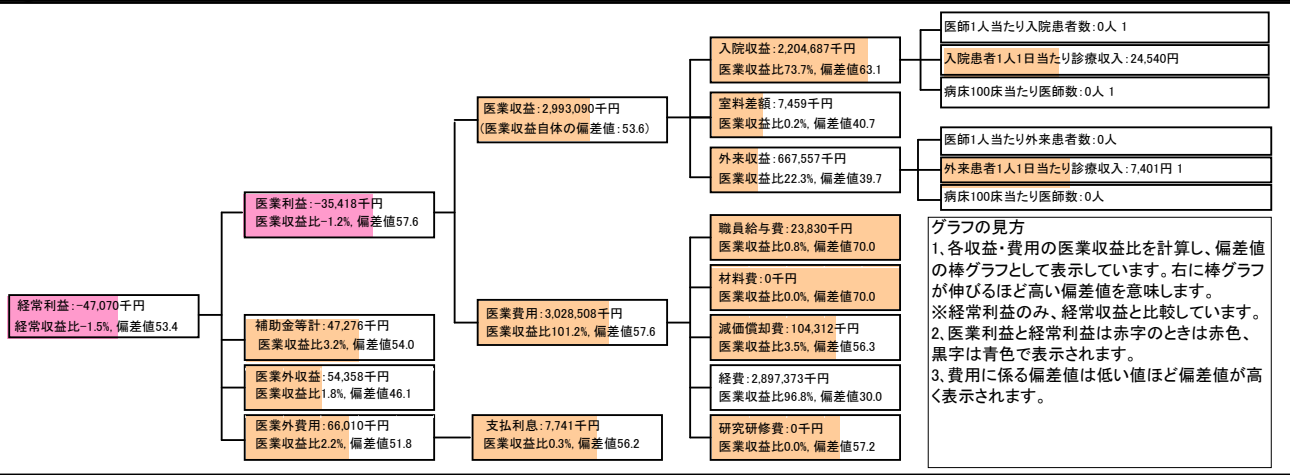 経常利益:-47,070千円
経常収益比-1.5%, 偏差値53.4
医業利益:-35,418千円
医業収益比-1.2%, 偏差値57.6
補助金等計:47,276千円
医業収益比3.2%, 偏差値54.0
医業外収益:54,358千円
医業収益比1.8%, 偏差値46.1
医業外費用:66,010千円
医業収益比2.2%, 偏差値51.8
支払利息:7,741千円
医業収益比0.3%, 偏差値56.2
医業収益:2,993,090千円
(医業収益自体の偏差値:53.6)
医業費用:3,028,508千円
医業収益比101.2%, 偏差値57.6
入院収益:2,204,687千円
医業収益比73.7%, 偏差値63.1
室料差額:7,459千円
医業収益比0.2%, 偏差値40.7
外来収益:667,557千円
医業収益比22.3%, 偏差値39.7
職員給与費:23,830千円
医業収益比0.8%, 偏差値70.0
材料費:0千円
医業収益比0.0%, 偏差値70.0
減価償却費:104,312千円
医業収益比3.5%, 偏差値56.3
経費:2,897,373千円
医業収益比96.8%, 偏差値30.0
研究研修費:0千円
医業収益比0.0%, 偏差値57.2
医師1人当たり入院患者数:0人 1
入院患者1人1日当たり診療収入:24,540円
病床100床当たり医師数:0人 1
医師1人当たり外来患者数:0人
外来患者1人1日当たり診療収入:7,401円 1
病床100床当たり医師数:0人
グラフの見方
1、各収益・費用の医業収益比を計算し、偏差値
の棒グラフとして表示しています。右に棒グラフ
が伸びるほど高い偏差値を意味します。
※経常利益のみ、経常収益と比較しています。
2、医業利益と経常利益は赤字のときは赤色、
黒字は青色で表示されます。
3、費用に係る偏差値は低い値ほど偏差値が高
く表示されます。